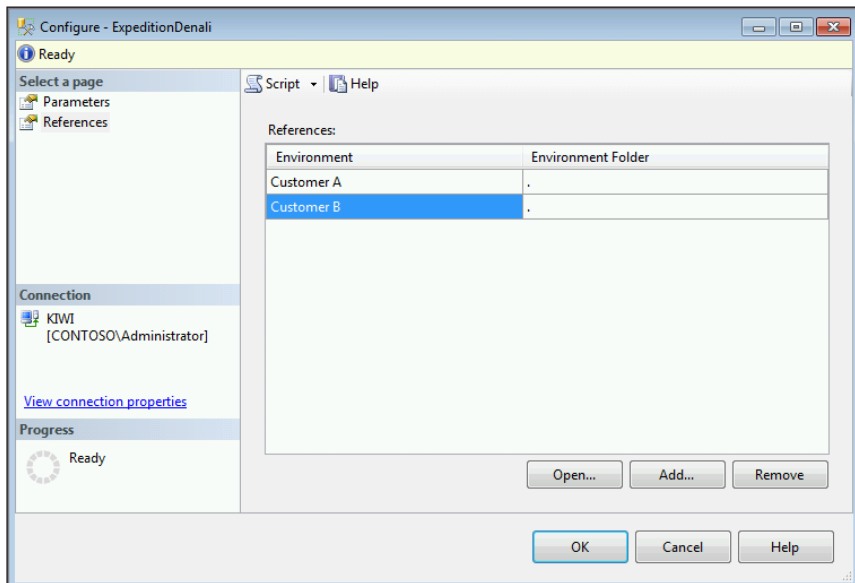 Configure - ExpeditionDenali
Ready
Select a page
Parameters
References
Script Help
References:
Environment Environment Folder
Customer A .
Customer B .
Connection
KIWI
[CONTOSO\Administrator]
View connection properties
Progress
Ready
Open... Add... Remove
OK Cancel Help